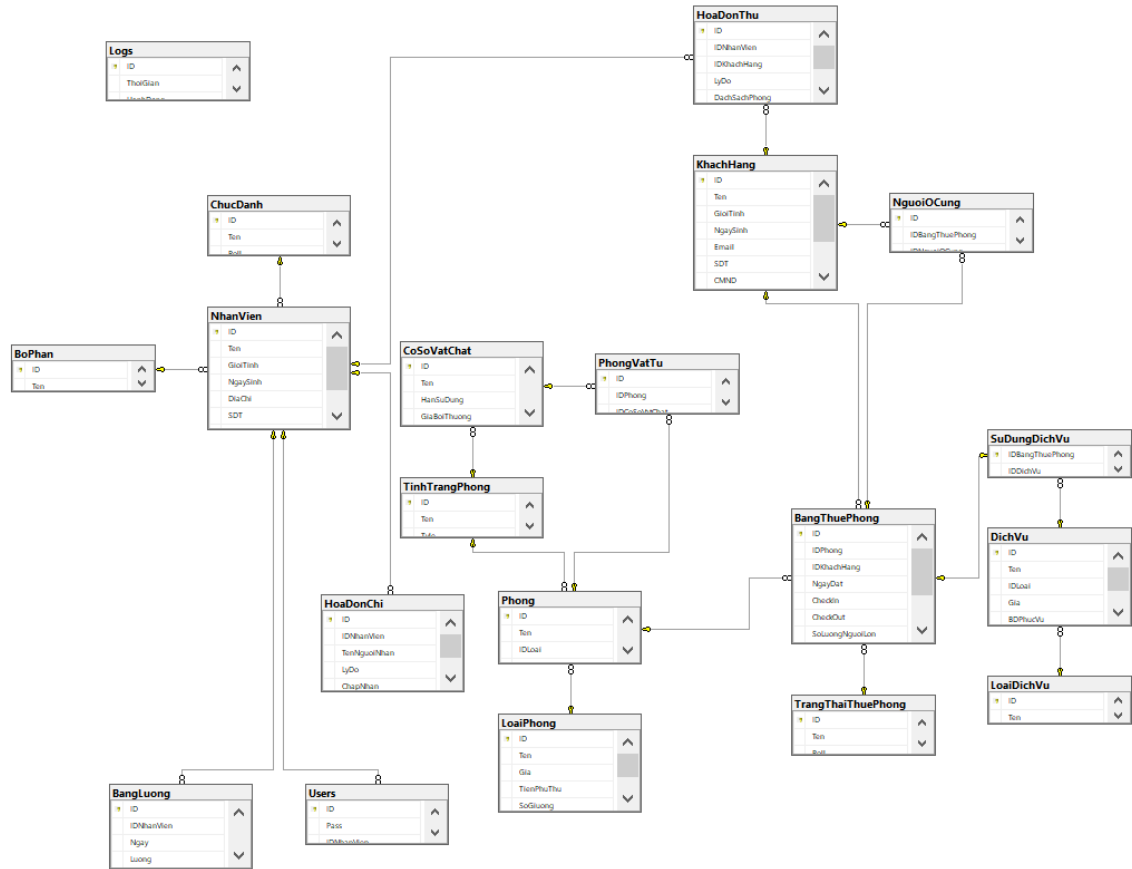 HoaDonThu
ID
IDNhanVien
IDKhachHang
LyDo
DachSachPhong
Logs
ID
ThoiGian
KhachHang
ID
Ten
GioiTinh
NgaySinh
Email
SDT
CMND
NguoiOCung
ID
IDBangThuePhong
ChucDanh
ID
Ten
NhanVien
ID
Ten
GioiTinh
NgaySinh
DiaChi
SDT
BoPhan
ID
Ten
CoSoVatChat
ID
Ten
HanSuDung
GiaBoiThuong
PhongVatTu
ID
IDPhong
IDCoSoVatChat
TinhTrangPhong
ID
Ten
SuDungDichVu
IDBangThuePhong
IDDichVu
BangThuePhong
ID
IDPhong
IDKhachHang
NgayDat
CheckIn
CheckOut
SoLuongNguoiLon
DichVu
ID
Ten
IDLoai
Gia
BDPhucVu
HoaDonChi
ID
IDNhanVien
TenNguoiNhan
LyDo
ChapNhan
Phong
ID
Ten
IDLoai
LoaiDichVu
ID
Ten
TrangThaiThuePhong
ID
Ten
LoaiPhong
ID
Ten
Gia
TienPhuThu
SoGiuong
BangLuong
ID
IDNhanVien
Ngay
Luong
Users
ID
Pass
IDNhanVien